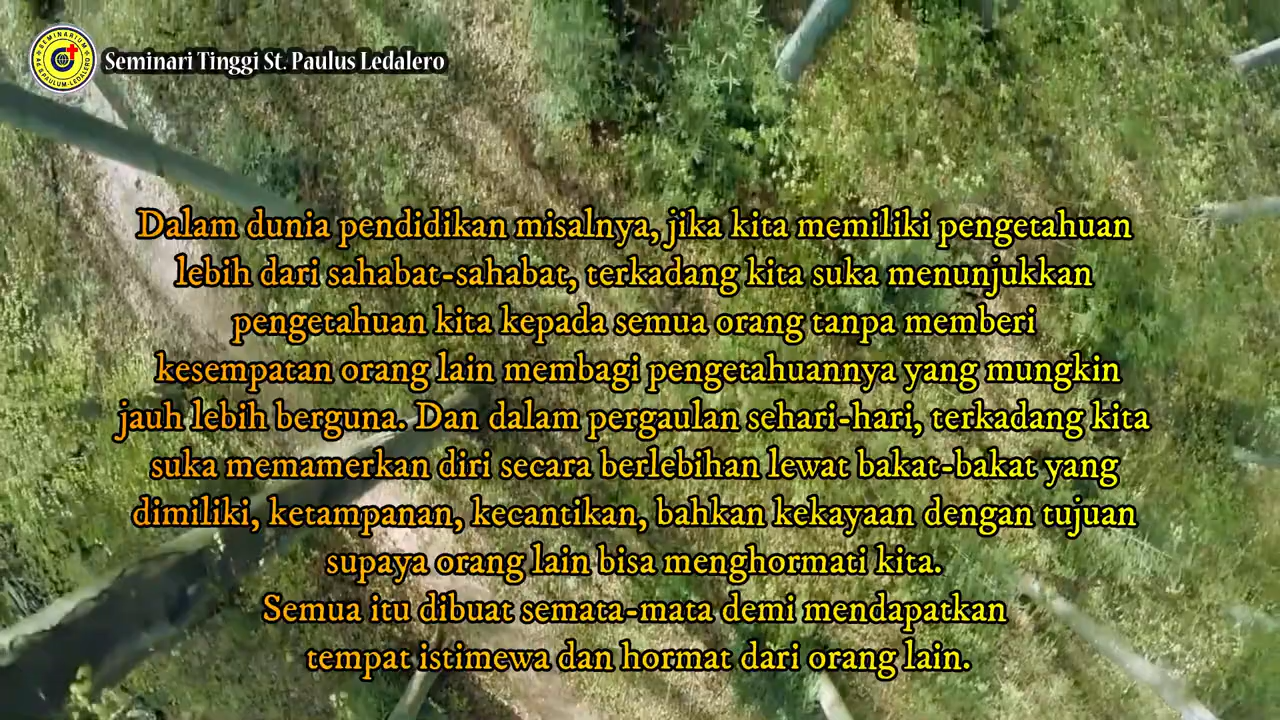 SEMINARIUM
AD S. PAULUM-LEDALERO
Seminari Tinggi St. Paulus Ledalero
Dalam dunia pendidikan misalnya, jika kita memiliki pengetahuan
lebih dari sahabat-sahabat, terkadang kita suka menunjukkan
pengetahuan kita kepada semua orang tanpa memberi
kesempatan orang lain membagi pengetahuannya yang mungkin
jauh lebih berguna. Dan dalam pergaulan sehari-hari, terkadang kita
suka memamerkan diri secara berlebihan lewat bakat-bakat yang
dimiliki, ketampanan, kecantikan, bahkan kekayaan dengan tujuan
supaya orang lain bisa menghormati kita.
Semua itu dibuat semata-mata demi mendapatkan
tempat istimewa dan hormat dari orang lain.